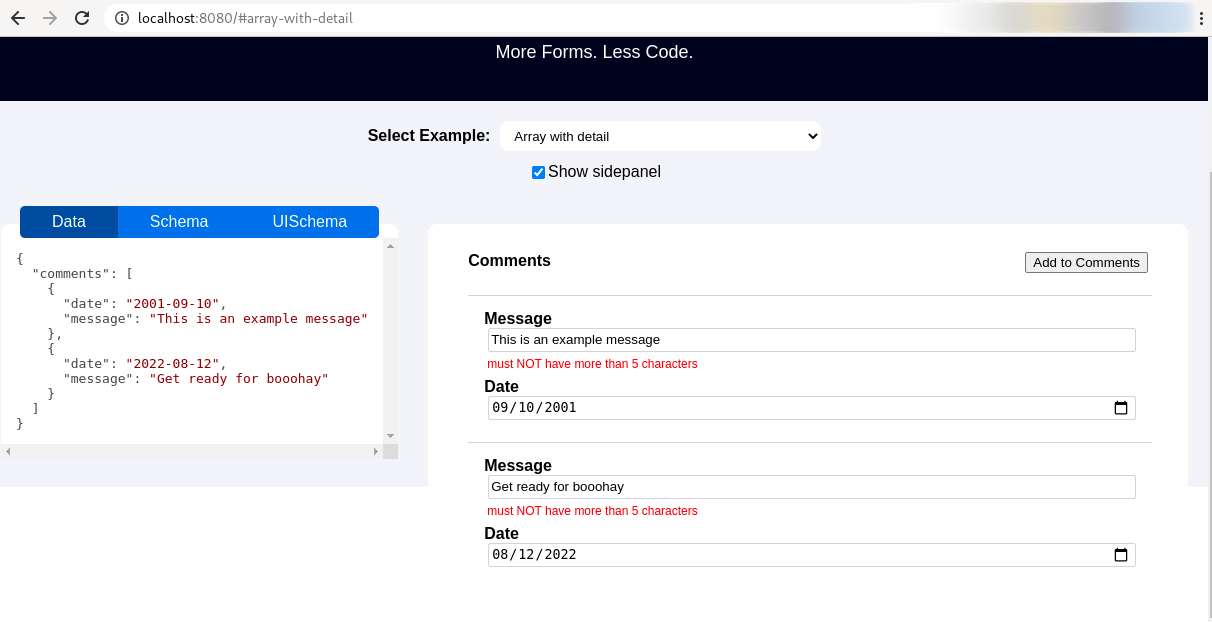 localhost:8080/#array-with-detail
More Forms. Less Code.
Select Example: Array with detail
Show sidepanel
Data Schema UISchema
{
"comments": [
{
"date": "2001-09-10",
"message": "This is an example message"
},
{
"date": "2022-08-12",
"message": "Get ready for booohay"
}
]
}
Comments Add to Comments
Message
This is an example message
must NOT have more than 5 characters
Date
09/10/2001
Message
Get ready for booohay
must NOT have more than 5 characters
Date
08/12/2022